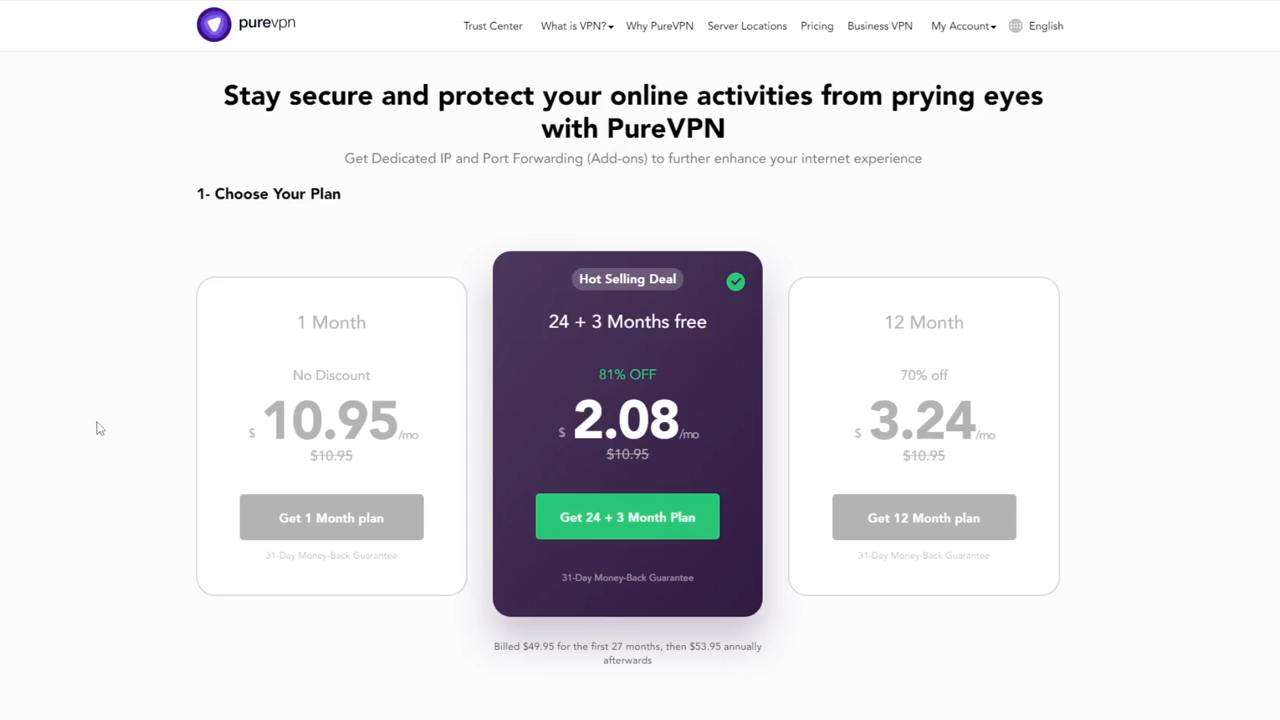 purevpn
Trust Center What is VPN? Why PureVPN Server Locations Pricing Business VPN My Account English
Stay secure and protect your online activities from prying eyes
with PureVPN
Get Dedicated IP and Port Forwarding (Add-ons) to further enhance your internet experience
1- Choose Your Plan
1 Month
No Discount
$ 10.95/mo
$10.95
Get 1 Month plan
31-Day Money-Back Guarantee
Hot Selling Deal
24 + 3 Months free
81% OFF
$ 2.08/mo
$10.95
Get 24 + 3 Month Plan
31-Day Money-Back Guarantee
Billed $49.95 for the first 27 months, then $53.95 annually
afterwards
12 Month
70% off
$ 3.24/mo
$10.95
Get 12 Month plan
31-Day Money-Back Guarantee